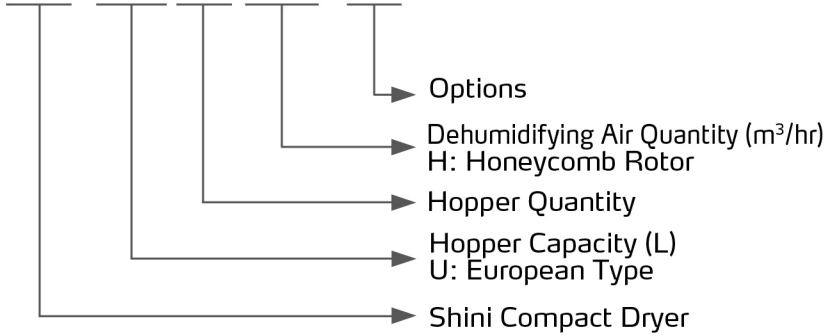 Options
Dehumidifying Air Quantity (m³/hr)
H: Honeycomb Rotor
Hopper Quantity
Hopper Capacity (L)
U: European Type
Shini Compact Dryer